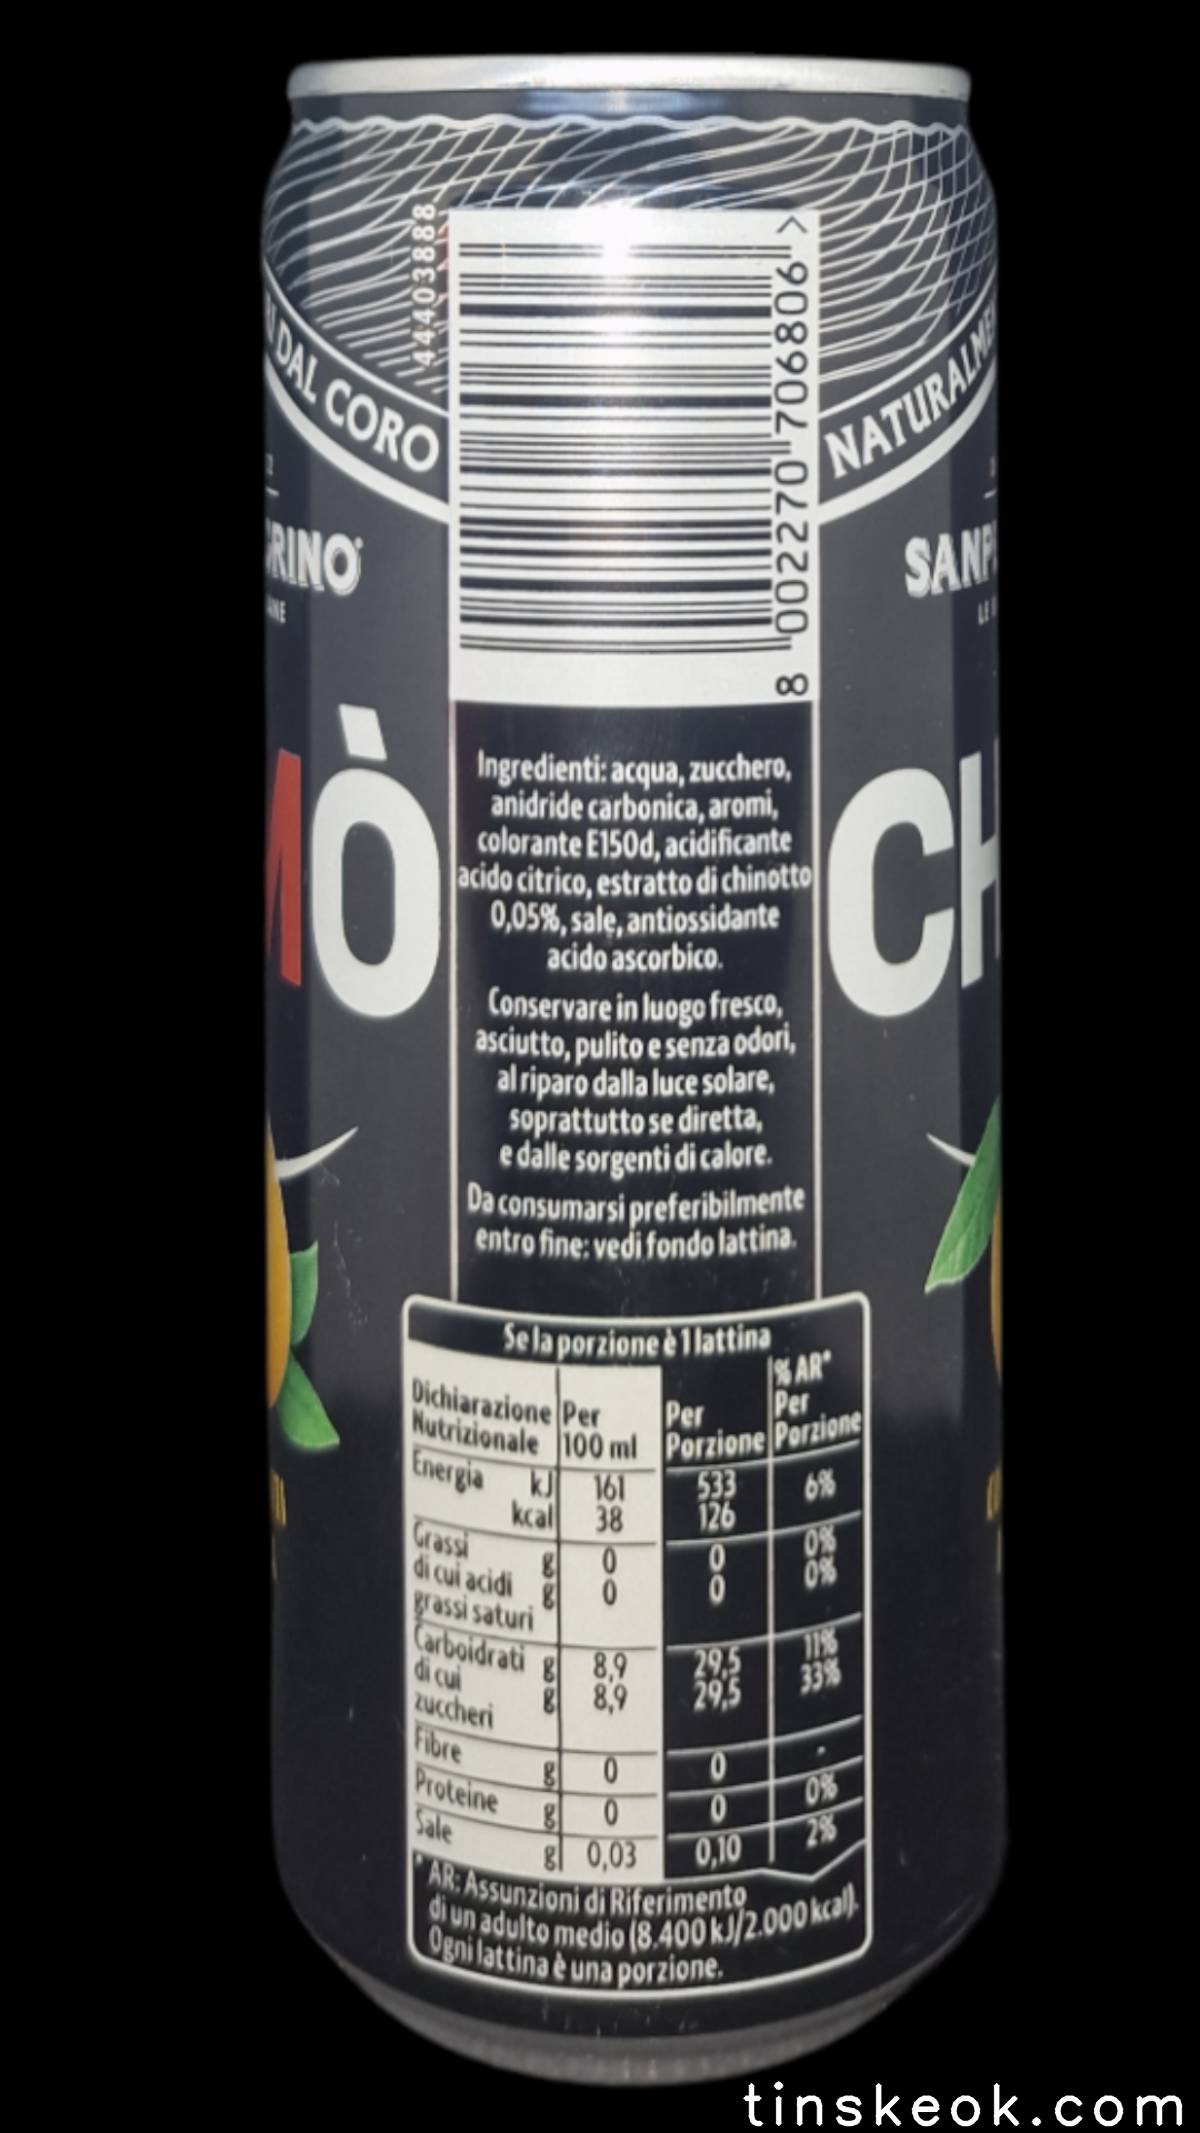 44403888
8 002270 706806 >
DAL CORO
NATURALME
RINO
SANP
LE
MÒ
CH
Ingredienti: acqua, zucchero,
anidride carbonica, aromi,
colorante E150d, acidificante
acido citrico, estratto di chinotto
0,05%, sale, antiossidante
acido ascorbico.
Conservare in luogo fresco,
asciutto, pulito e senza odori,
al riparo dalla luce solare,
soprattutto se diretta,
e dalle sorgenti di calore.
Da consumarsi preferibilmente
entro fine: vedi fondo lattina.
Se la porzione è 1 lattina
Dichiarazione Nutrizionale Per 100 ml Per Porzione % AR* Per Porzione
Energia kJ 161 533 6%
kcal 38 126
Grassi g 0 0 0%
di cui acidi grassi saturi g 0 0 0%
Carboidrati g 8,9 29,5 11%
di cui zuccheri g 8,9 29,5 33%
Fibre g 0 0 -
Proteine g 0 0 0%
Sale g 0,03 0,10 2%
* AR: Assunzioni di Riferimento
di un adulto medio (8.400 kJ/2.000 kcal).
Ogni lattina è una porzione.
tinskeok.com